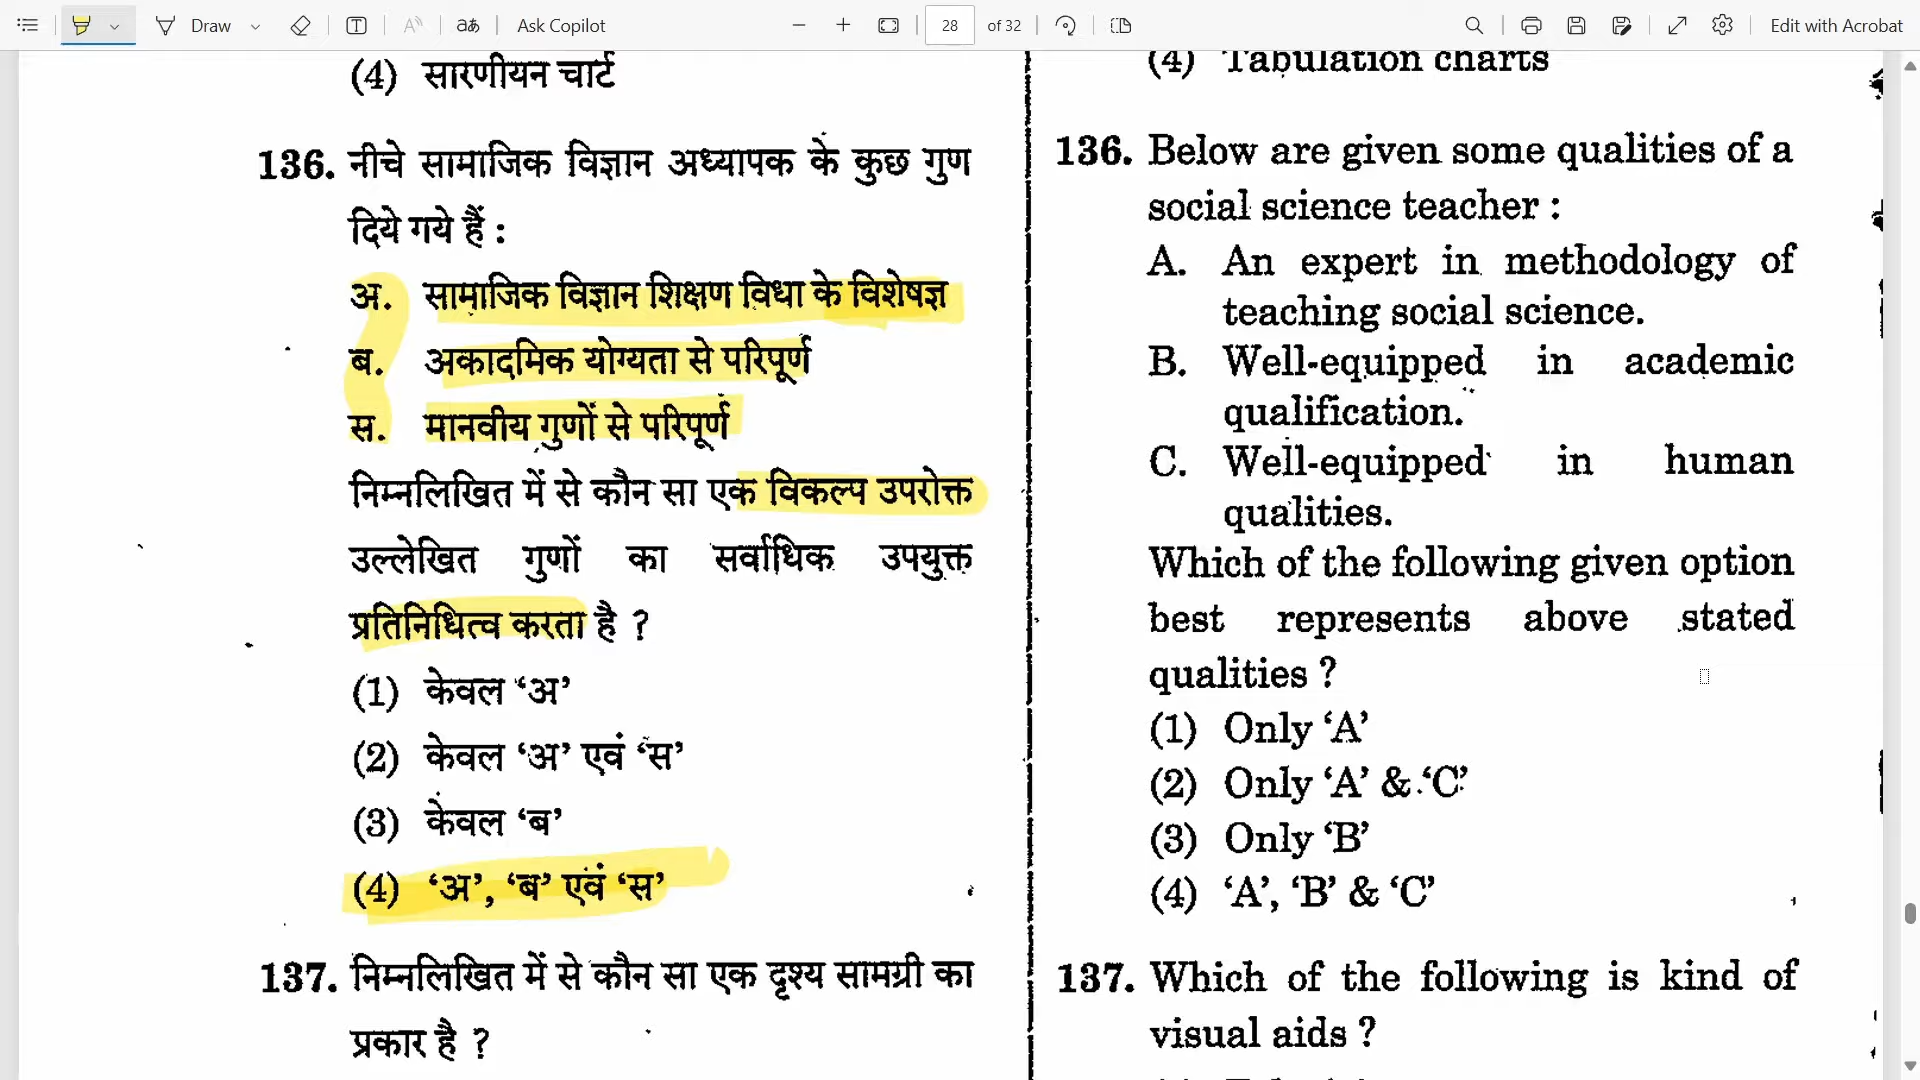 Draw
Ask Copilot
28 of 32
Edit with Acrobat
(4) सारणीयन चार्ट
136. नीचे सामाजिक विज्ञान अध्यापक के कुछ गुण
दिये गये हैं :
अ. सामाजिक विज्ञान शिक्षण विधा के विशेषज्ञ
ब. अकादमिक योग्यता से परिपूर्ण
स. मानवीय गुणों से परिपूर्ण
निम्नलिखित में से कौन सा एक विकल्प उपरोक्त
उल्लेखित गुणों का सर्वाधिक उपयुक्त
प्रतिनिधित्व करता है ?
(1) केवल ‘अ’
(2) केवल ‘अ’ एवं ‘स’
(3) केवल ‘ब’
(4) ‘अ’, ‘ब’ एवं ‘स’
137. निम्नलिखित में से कौन सा एक दृश्य सामग्री का
प्रकार है ?
(4) Tabulation charts
136. Below are given some qualities of a
social science teacher :
A. An expert in methodology of
teaching social science.
B. Well-equipped in academic
qualification.
C. Well-equipped in human
qualities.
Which of the following given option
best represents above stated
qualities ?
(1) Only ‘A’
(2) Only ‘A’ & ‘C’
(3) Only ‘B’
(4) ‘A’, ‘B’ & ‘C’
137. Which of the following is kind of
visual aids ?